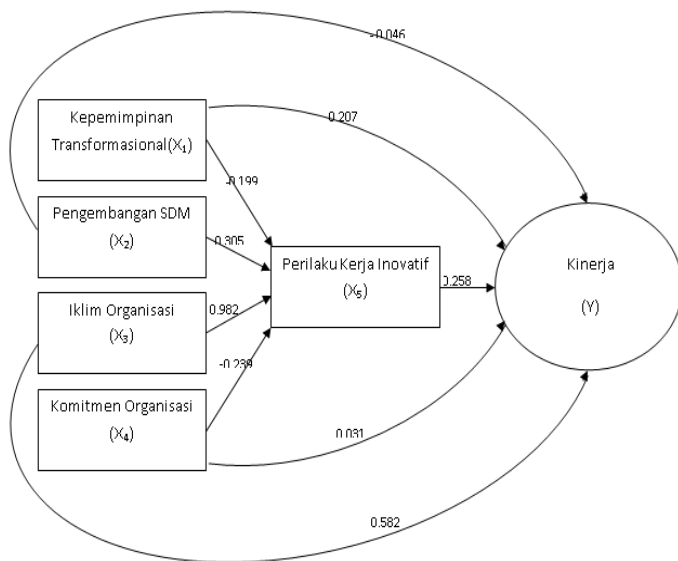 -0.046
Kepemimpinan
Transformasional(X₁)
0.207
-0.199
Pengembangan SDM
(X₂)
0.305
Perilaku Kerja Inovatif
(X₅)
0.258
Kinerja
(Y)
Iklim Organisasi
(X₃)
0.982
-0.239
Komitmen Organisasi
(X₄)
0.031
0.582